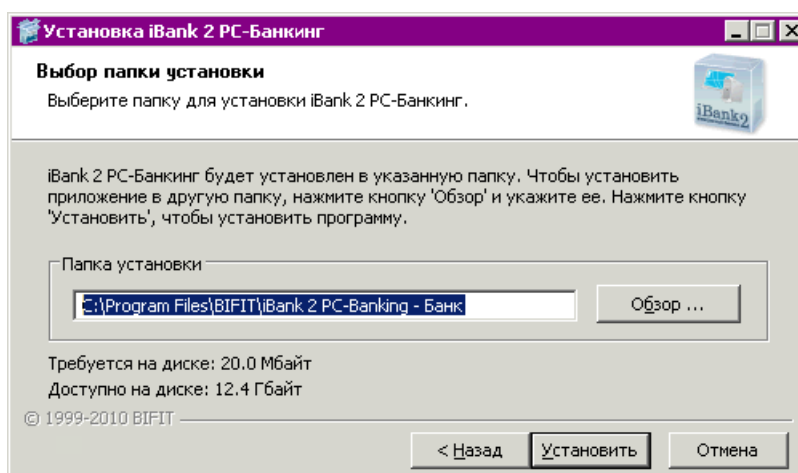 Установка iBank 2 PC-Банкинг
Выбор папки установки
Выберите папку для установки iBank 2 PC-Банкинг.
iBank2
iBank 2 PC-Банкинг будет установлен в указанную папку. Чтобы установить
приложение в другую папку, нажмите кнопку 'Обзор' и укажите ее. Нажмите кнопку
'Установить', чтобы установить программу.
Папка установки
C:\Program Files\BIFIT\iBank 2 PC-Banking - Банк
Обзор ...
Требуется на диске: 20.0 Мбайт
Доступно на диске: 12.4 Гбайт
© 1999-2010 BIFIT
< Назад Установить Отмена